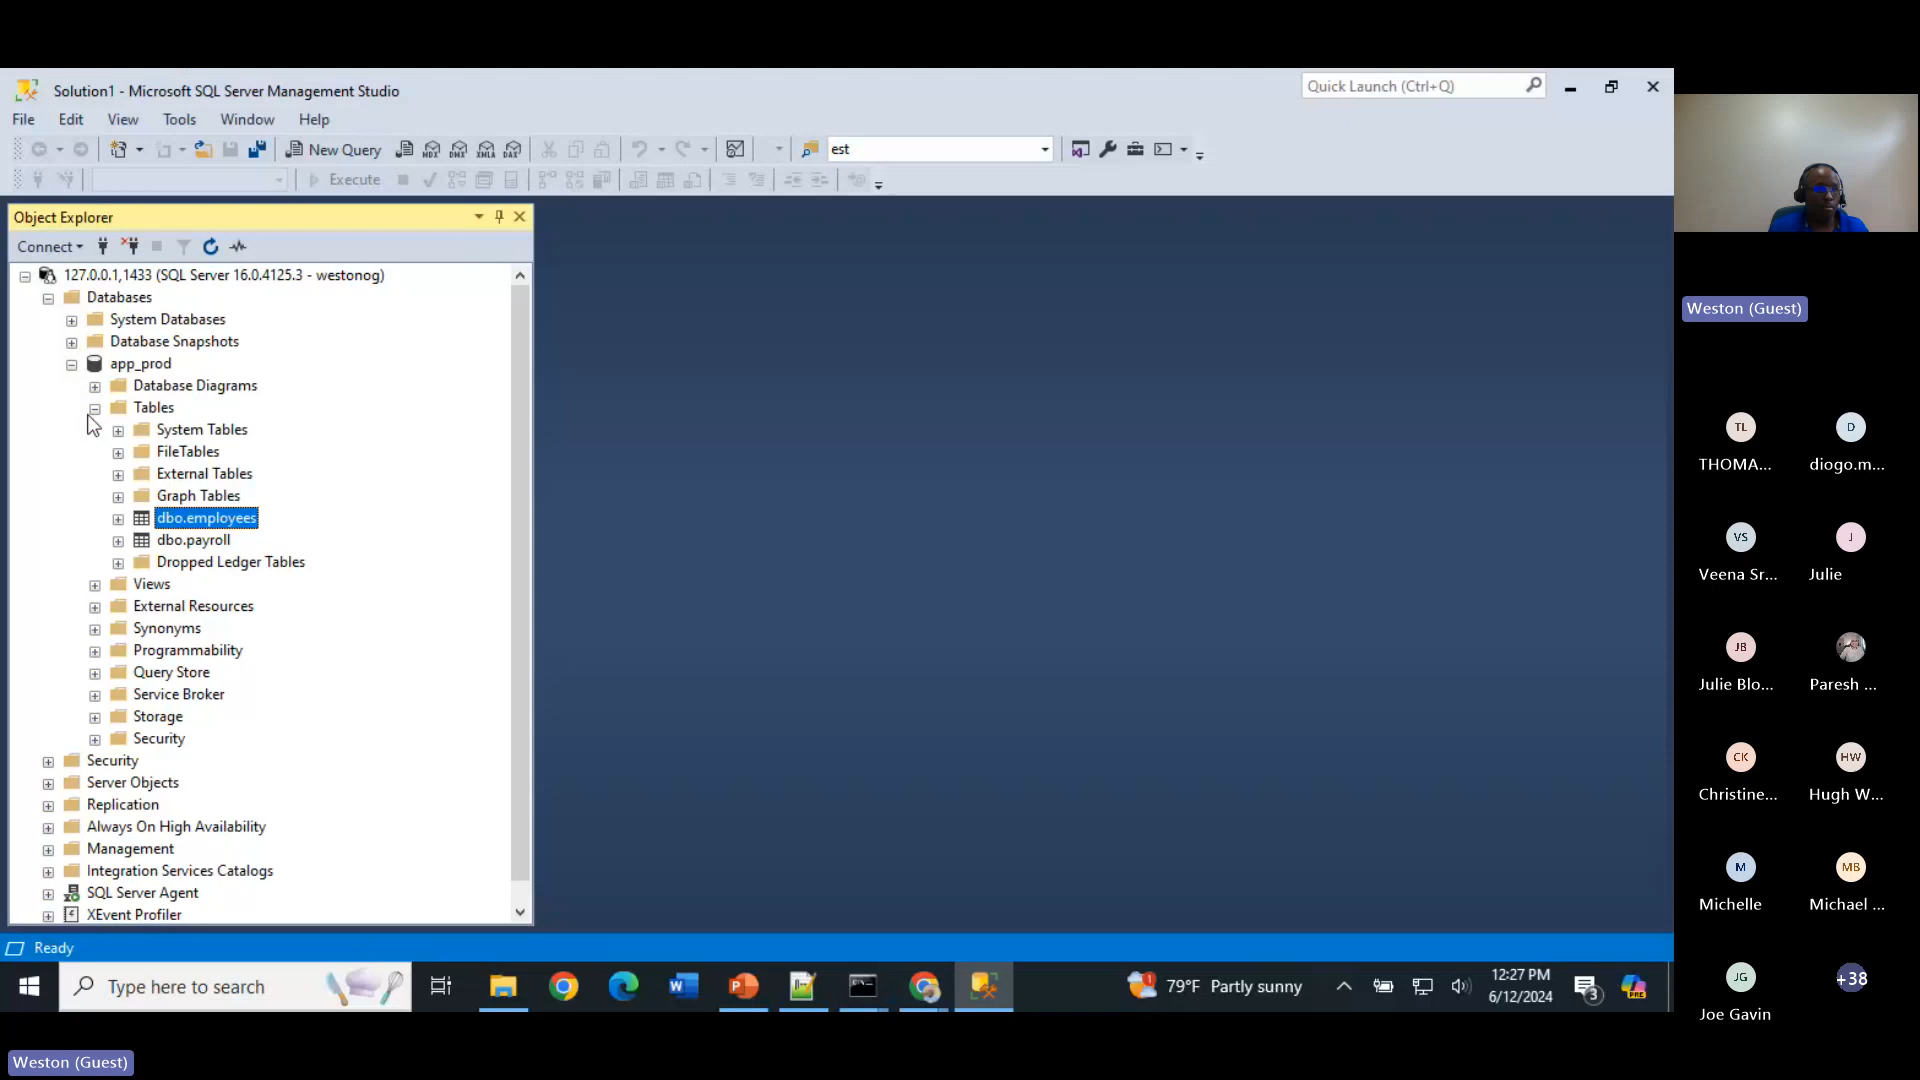 Solution1 - Microsoft SQL Server Management Studio
Quick Launch (Ctrl+Q)
File Edit View Tools Window Help
New Query
MDX DMX XMLA DAX
est
Execute
Object Explorer
Connect
127.0.0.1,1433 (SQL Server 16.0.4125.3 - westonog)
Databases
System Databases
Database Snapshots
app_prod
Database Diagrams
Tables
System Tables
FileTables
External Tables
Graph Tables
dbo.employees
dbo.payroll
Dropped Ledger Tables
Views
External Resources
Synonyms
Programmability
Query Store
Service Broker
Storage
Security
Security
Server Objects
Replication
Always On High Availability
Management
Integration Services Catalogs
SQL Server Agent
XEvent Profiler
Ready
Type here to search
79°F Partly sunny
12:27 PM
6/12/2024
3
PRE
Weston (Guest)
Weston (Guest)
TL
THOMA...
D
diogo.m...
VS
Veena Sr...
J
Julie
JB
Julie Blo...
Paresh ...
CK
Christine...
HW
Hugh W...
M
Michelle
MB
Michael ...
JG
Joe Gavin
+38